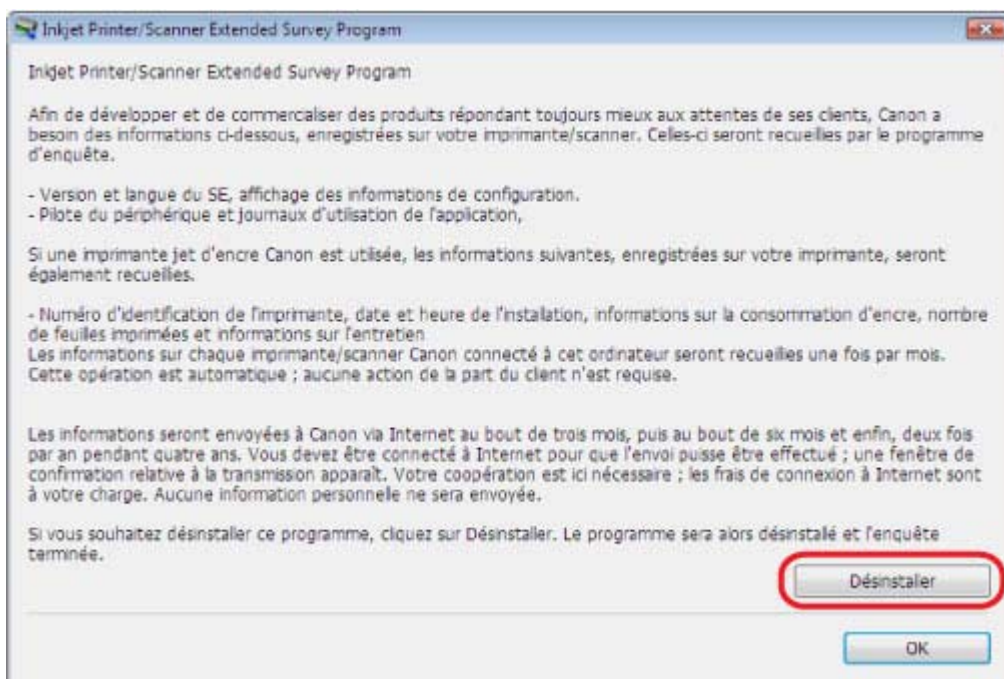 Inkjet Printer/Scanner Extended Survey Program
Inkjet Printer/Scanner Extended Survey Program
Afin de développer et de commercialiser des produits répondant toujours mieux aux attentes de ses clients, Canon a
besoin des informations ci-dessous, enregistrées sur votre imprimante/scanner. Celles-ci seront recueillies par le programme
d'enquête.
- Version et langue du SE, affichage des informations de configuration.
- Pilote du périphérique et journaux d'utilisation de l'application,
Si une imprimante jet d'encre Canon est utilisée, les informations suivantes, enregistrées sur votre imprimante, seront
également recueillies.
- Numéro d'identification de l'imprimante, date et heure de l'installation, informations sur la consommation d'encre, nombre
de feuilles imprimées et informations sur l'entretien
Les informations sur chaque imprimante/scanner Canon connecté à cet ordinateur seront recueillies une fois par mois.
Cette opération est automatique ; aucune action de la part du client n'est requise.
Les informations seront envoyées à Canon via Internet au bout de trois mois, puis au bout de six mois et enfin, deux fois
par an pendant quatre ans. Vous devez être connecté à Internet pour que l'envoi puisse être effectué ; une fenêtre de
confirmation relative à la transmission apparaît. Votre coopération est ici nécessaire ; les frais de connexion à Internet sont
à votre charge. Aucune information personnelle ne sera envoyée.
Si vous souhaitez désinstaller ce programme, cliquez sur Désinstaller. Le programme sera alors désinstallé et l'enquête
terminée.
Désinstaller
OK